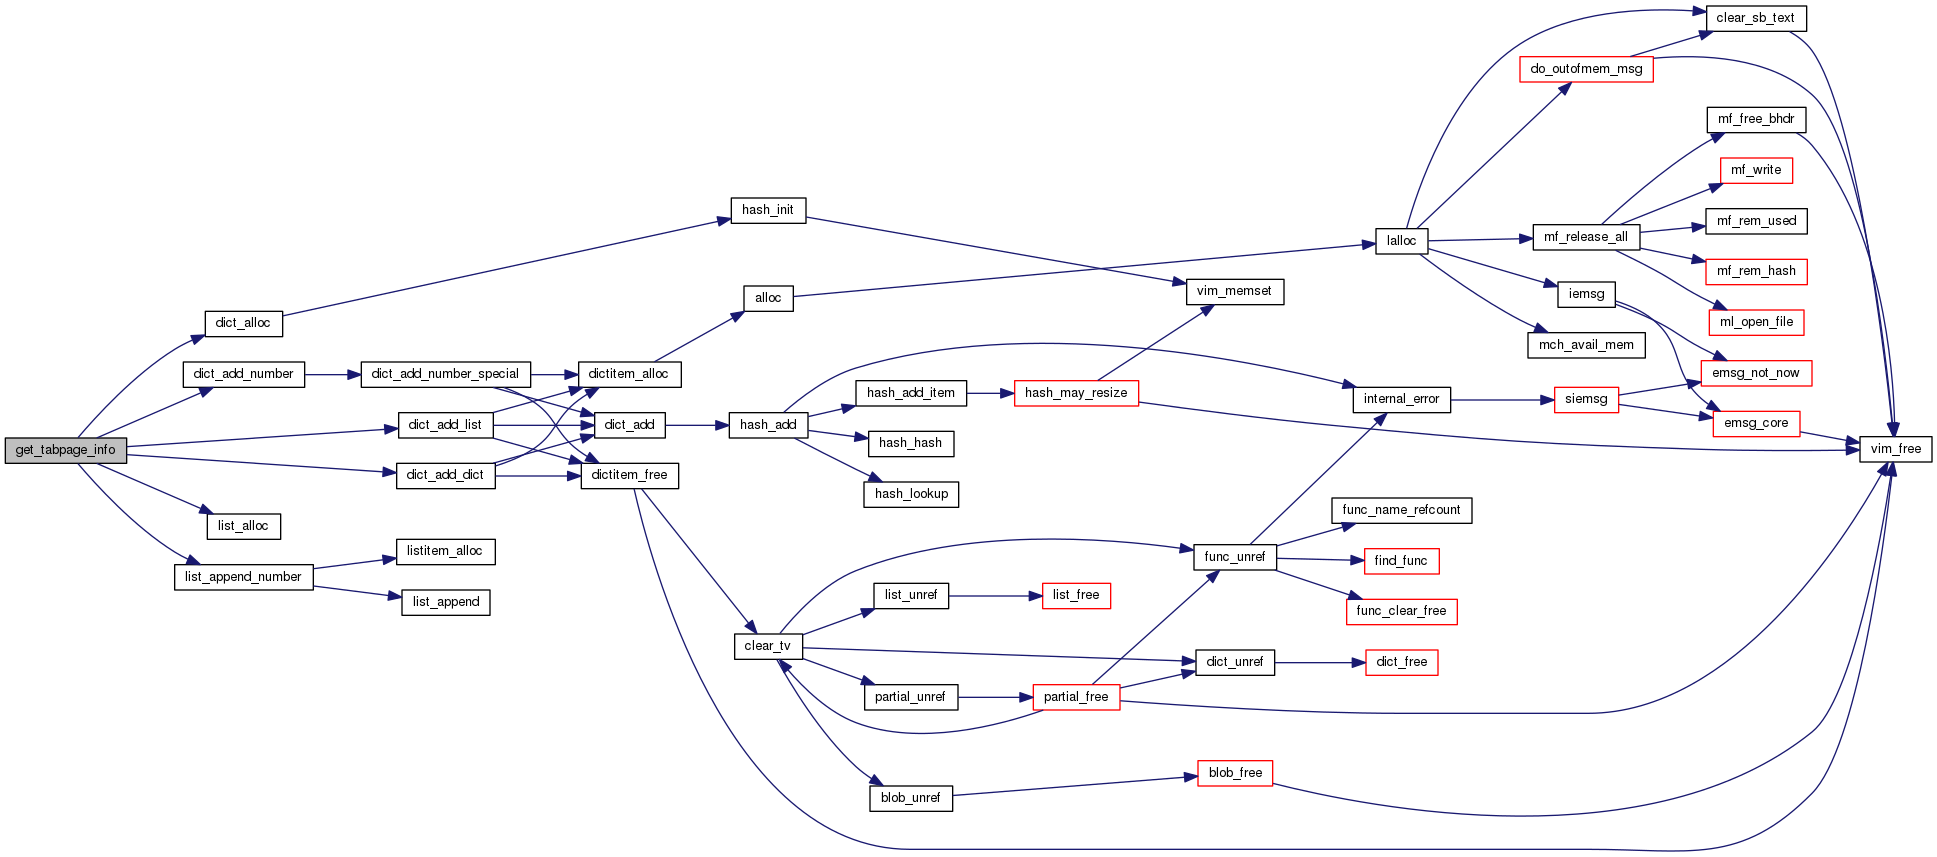 get_tabpage_info
dict_alloc
dict_add_number
dict_add_list
dict_add_dict
list_alloc
list_append_number
dict_add_number_special
listitem_alloc
list_append
dictitem_alloc
dict_add
dictitem_free
hash_init
alloc
hash_add
clear_tv
hash_add_item
hash_hash
hash_lookup
list_unref
partial_unref
blob_unref
hash_may_resize
list_free
partial_free
vim_memset
func_unref
dict_unref
blob_free
lalloc
internal_error
func_name_refcount
find_func
func_clear_free
dict_free
clear_sb_text
do_outofmem_msg
mf_free_bhdr
mf_write
mf_rem_used
mf_release_all
mf_rem_hash
iemsg
ml_open_file
mch_avail_mem
emsg_not_now
siemsg
emsg_core
vim_free